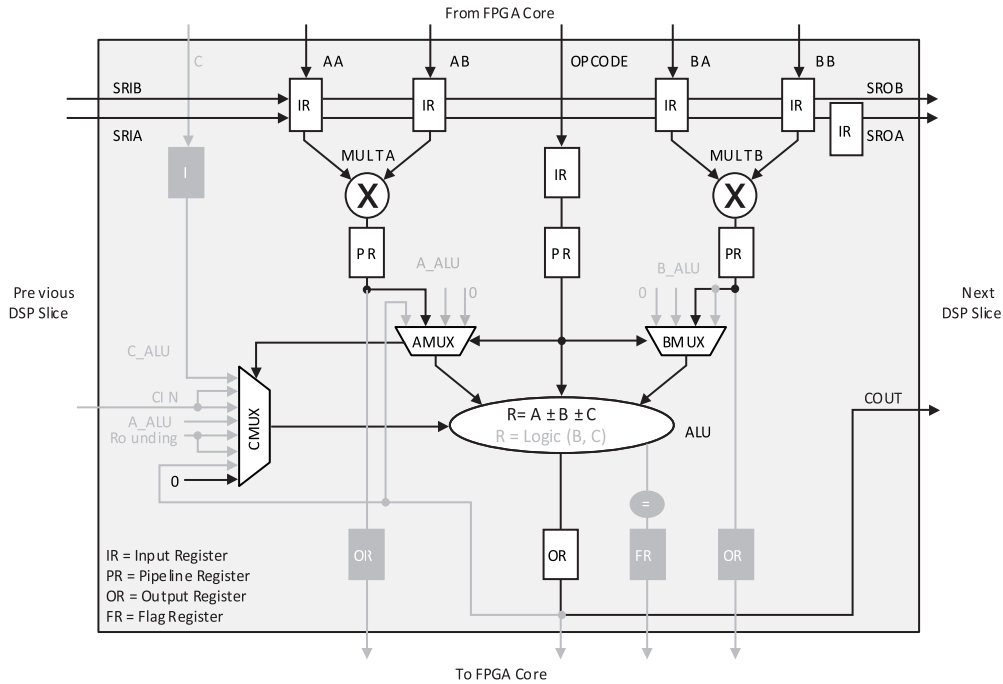 From FPGA Core
C
AA
AB
OPCODE
BA
BB
SRIB
SROB
IR
IR
IR
IR
SRIA
IR
SROA
MULTA
MULTB
I
IR
X
X
PR
PR
PR
A_ALU
B_ALU
0
0
Previous
DSP Slice
Next
DSP Slice
AMUX
BMUX
C_ALU
CIN
COUT
A_ALU
Rounding
CMUX
R= A ± B ± C
R = Logic (B, C)
ALU
0
=
OR
OR
FR
OR
IR = Input Register
PR = Pipeline Register
OR = Output Register
FR = Flag Register
To FPGA Core